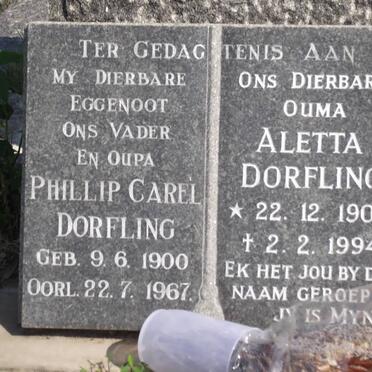 TER GEDAGTENIS AAN
MY DIERBARE
EGGENOOT
ONS VADER
EN OUPA
PHILLIP CAREL
DORFLING
GEB. 9. 6. 1900
OORL. 22. 7. 1967.
ONS DIERBAR
OUMA
ALETTA
DORFLING
★ 22. 12. 190
✝ 2. 2. 1994
EK HET JOU BY
NAAM GEROEP
JY IS MYN